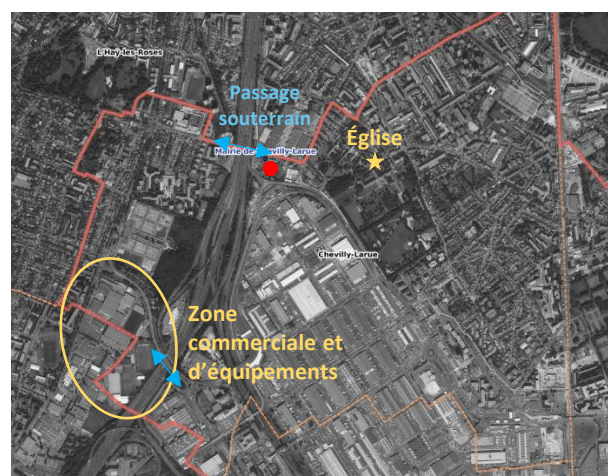 L'Haÿ-les-Roses
Passage
souterrain
Mairie de Chevilly-Larue
Église
Chevilly-Larue
Zone
commerciale et
d'équipements